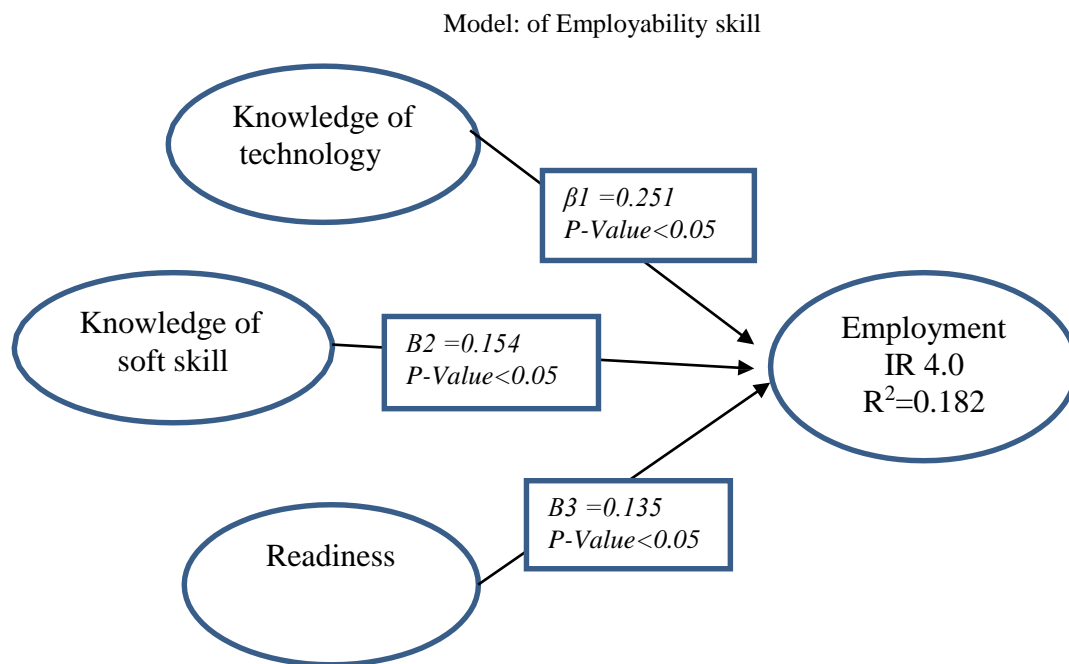 Model: of Employability skill
Knowledge of
technology
β1 =0.251
P-Value<0.05
Knowledge of
soft skill
B2 =0.154
P-Value<0.05
Employment
IR 4.0
R²=0.182
B3 =0.135
P-Value<0.05
Readiness